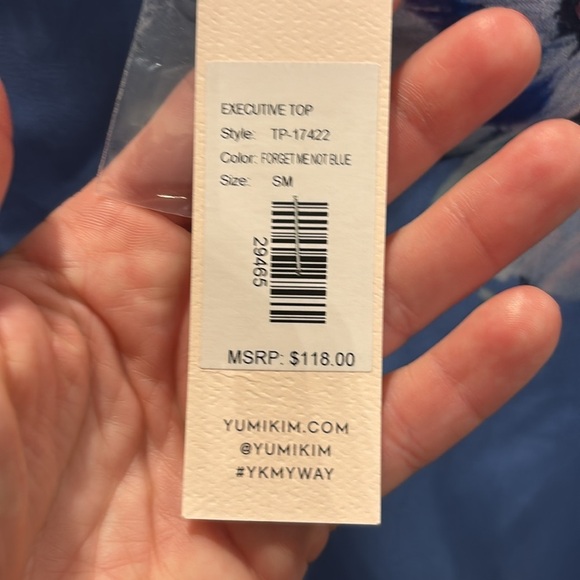 EXECUTIVE TOP
Style: TP-17422
Color: FORGET ME NOT BLUE
Size: SM
29465
MSRP: $118.00
YUMIKIM.COM
@YUMIKIM
#YKMYWAY